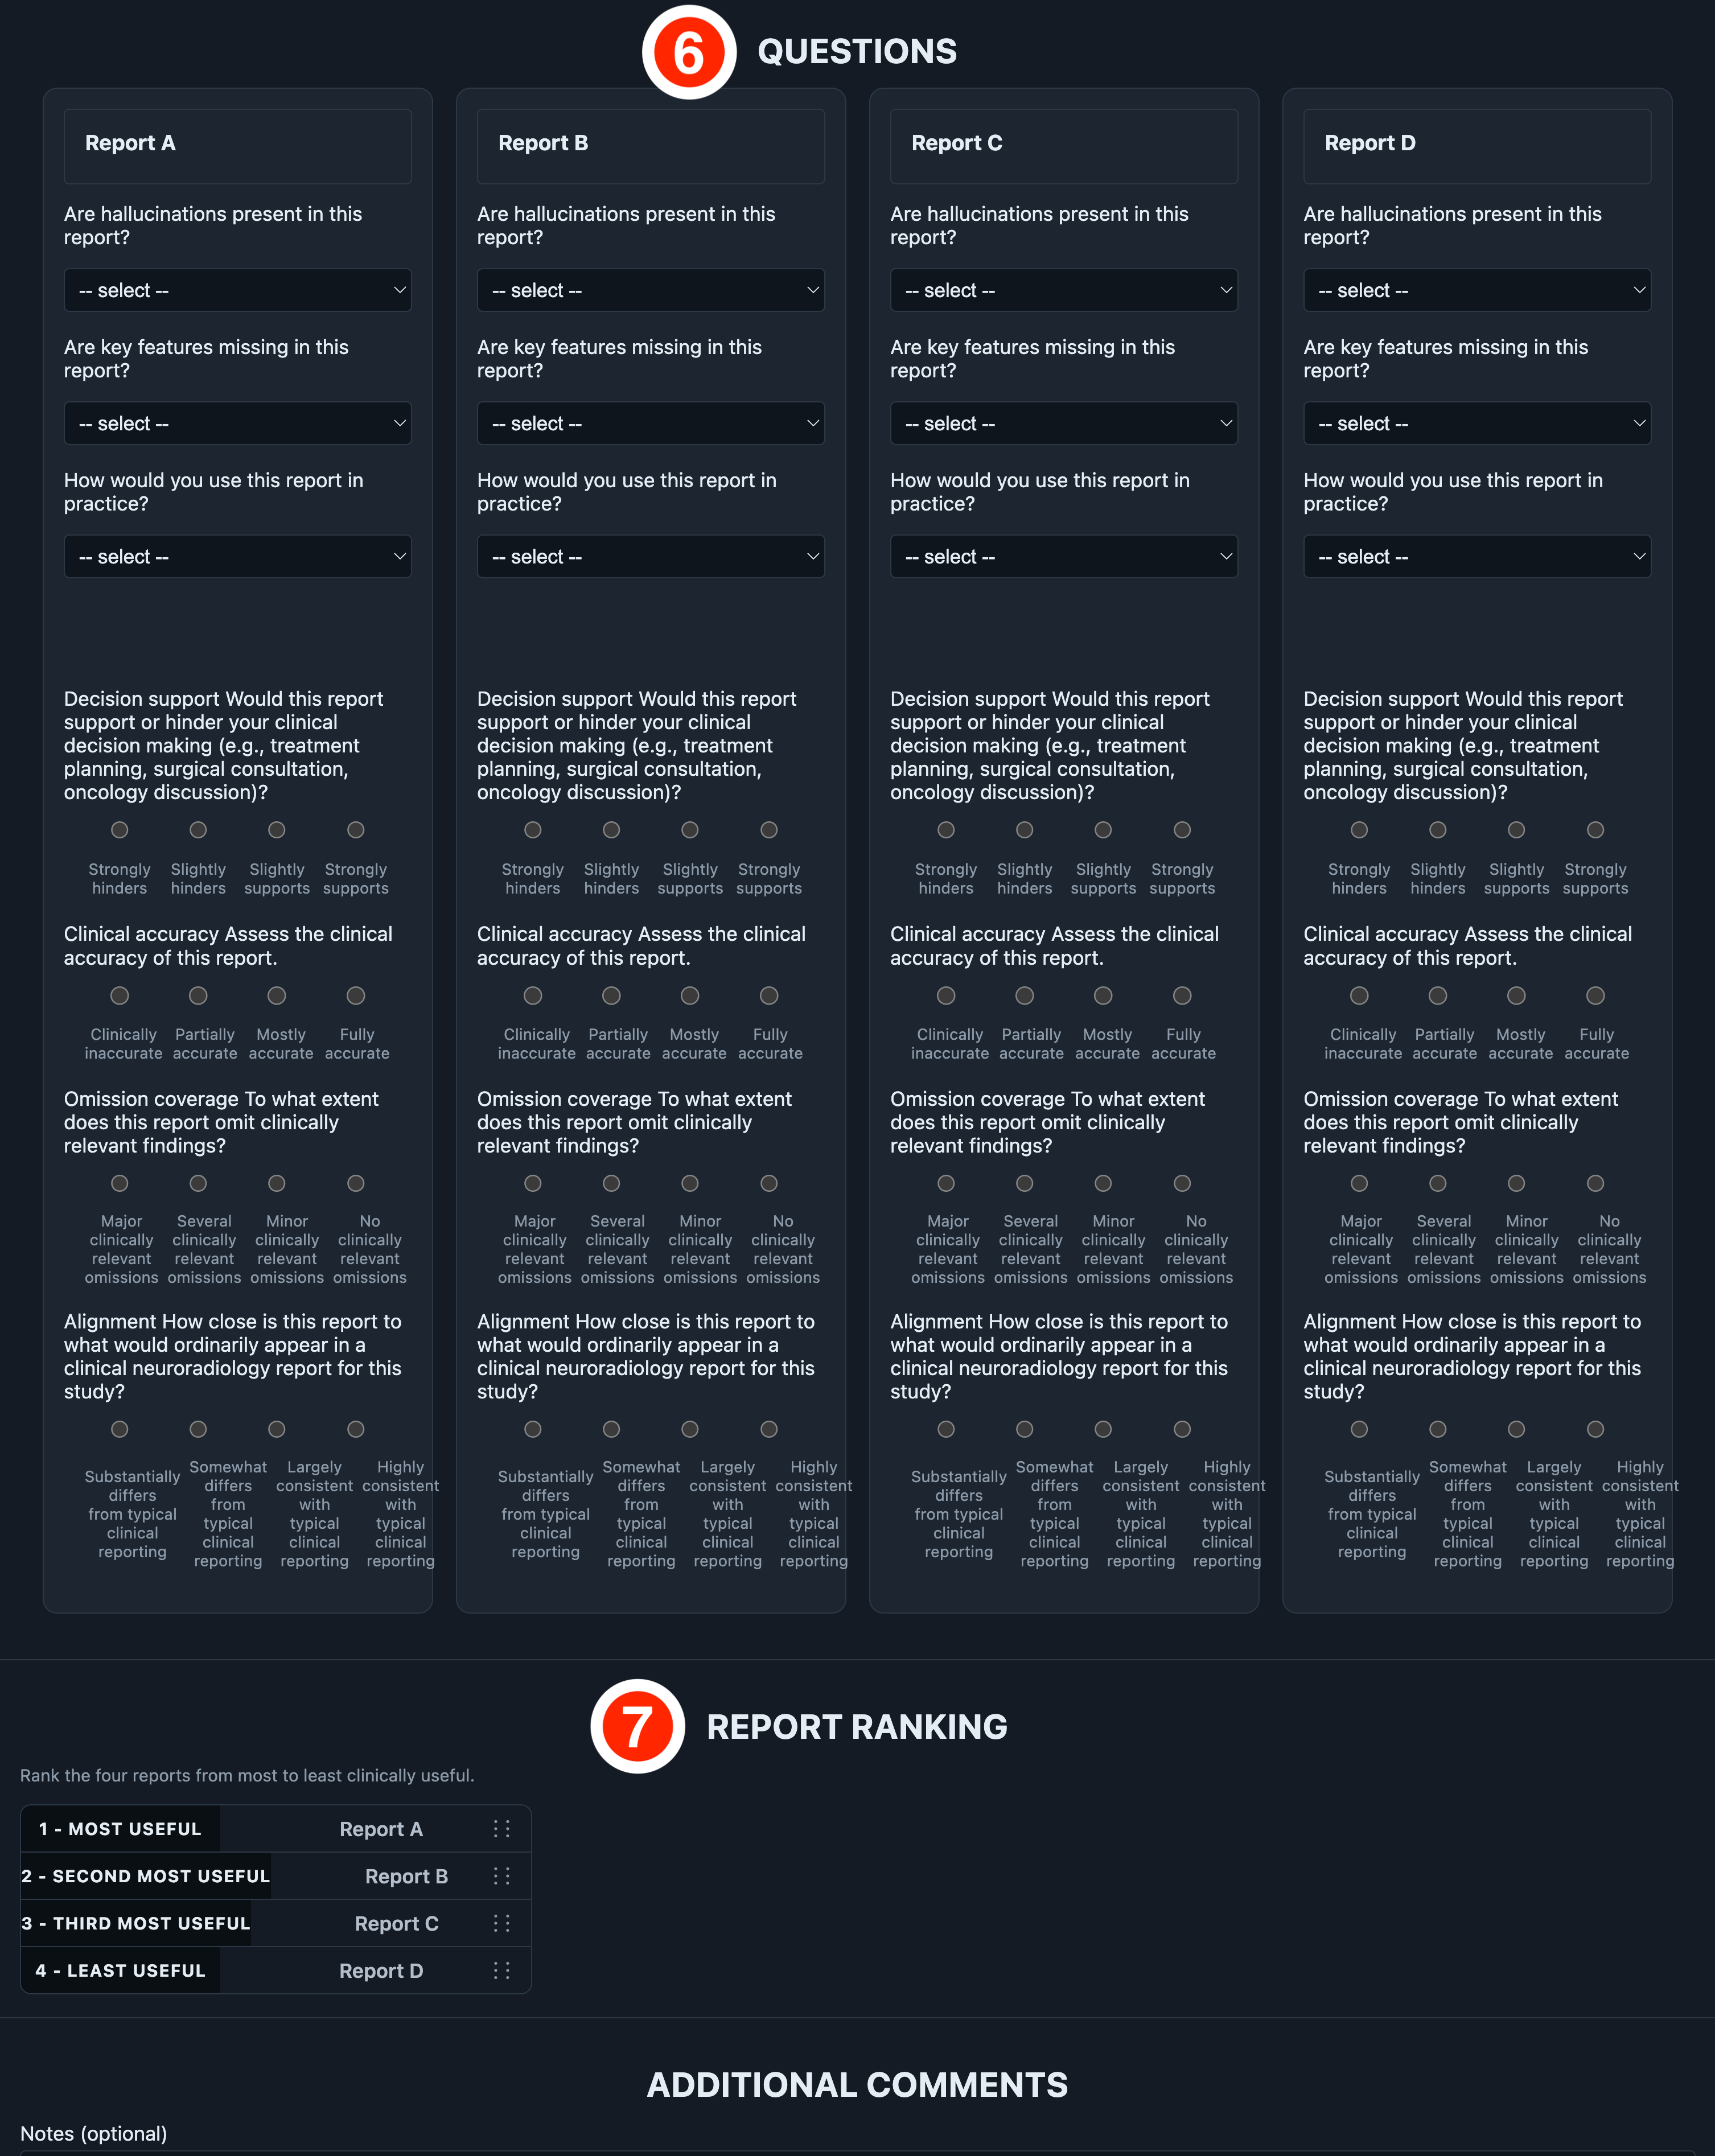 6 QUESTIONS
Report A
Are hallucinations present in this
report?
-- select --
Are key features missing in this
report?
-- select --
How would you use this report in
practice?
-- select --
Decision support Would this report
support or hinder your clinical
decision making (e.g., treatment
planning, surgical consultation,
oncology discussion)?
Strongly hinders
Slightly hinders
Slightly supports
Strongly supports
Clinical accuracy Assess the clinical
accuracy of this report.
Clinically inaccurate
Partially accurate
Mostly accurate
Fully accurate
Omission coverage To what extent
does this report omit clinically
relevant findings?
Major clinically relevant omissions
Several clinically relevant omissions
Minor clinically relevant omissions
No clinically relevant omissions
Alignment How close is this report to
what would ordinarily appear in a
clinical neuroradiology report for this
study?
Substantially differs from typical clinical reporting
Somewhat differs from typical clinical reporting
Largely consistent with typical clinical reporting
Highly consistent with typical clinical reporting
Report B
Are hallucinations present in this
report?
-- select --
Are key features missing in this
report?
-- select --
How would you use this report in
practice?
-- select --
Decision support Would this report
support or hinder your clinical
decision making (e.g., treatment
planning, surgical consultation,
oncology discussion)?
Strongly hinders
Slightly hinders
Slightly supports
Strongly supports
Clinical accuracy Assess the clinical
accuracy of this report.
Clinically inaccurate
Partially accurate
Mostly accurate
Fully accurate
Omission coverage To what extent
does this report omit clinically
relevant findings?
Major clinically relevant omissions
Several clinically relevant omissions
Minor clinically relevant omissions
No clinically relevant omissions
Alignment How close is this report to
what would ordinarily appear in a
clinical neuroradiology report for this
study?
Substantially differs from typical clinical reporting
Somewhat differs from typical clinical reporting
Largely consistent with typical clinical reporting
Highly consistent with typical clinical reporting
Report C
Are hallucinations present in this
report?
-- select --
Are key features missing in this
report?
-- select --
How would you use this report in
practice?
-- select --
Decision support Would this report
support or hinder your clinical
decision making (e.g., treatment
planning, surgical consultation,
oncology discussion)?
Strongly hinders
Slightly hinders
Slightly supports
Strongly supports
Clinical accuracy Assess the clinical
accuracy of this report.
Clinically inaccurate
Partially accurate
Mostly accurate
Fully accurate
Omission coverage To what extent
does this report omit clinically
relevant findings?
Major clinically relevant omissions
Several clinically relevant omissions
Minor clinically relevant omissions
No clinically relevant omissions
Alignment How close is this report to
what would ordinarily appear in a
clinical neuroradiology report for this
study?
Substantially differs from typical clinical reporting
Somewhat differs from typical clinical reporting
Largely consistent with typical clinical reporting
Highly consistent with typical clinical reporting
Report D
Are hallucinations present in this
report?
-- select --
Are key features missing in this
report?
-- select --
How would you use this report in
practice?
-- select --
Decision support Would this report
support or hinder your clinical
decision making (e.g., treatment
planning, surgical consultation,
oncology discussion)?
Strongly hinders
Slightly hinders
Slightly supports
Strongly supports
Clinical accuracy Assess the clinical
accuracy of this report.
Clinically inaccurate
Partially accurate
Mostly accurate
Fully accurate
Omission coverage To what extent
does this report omit clinically
relevant findings?
Major clinically relevant omissions
Several clinically relevant omissions
Minor clinically relevant omissions
No clinically relevant omissions
Alignment How close is this report to
what would ordinarily appear in a
clinical neuroradiology report for this
study?
Substantially differs from typical clinical reporting
Somewhat differs from typical clinical reporting
Largely consistent with typical clinical reporting
Highly consistent with typical clinical reporting
7 REPORT RANKING
Rank the four reports from most to least clinically useful.
1 - MOST USEFUL Report A
2 - SECOND MOST USEFUL Report B
3 - THIRD MOST USEFUL Report C
4 - LEAST USEFUL Report D
ADDITIONAL COMMENTS
Notes (optional)